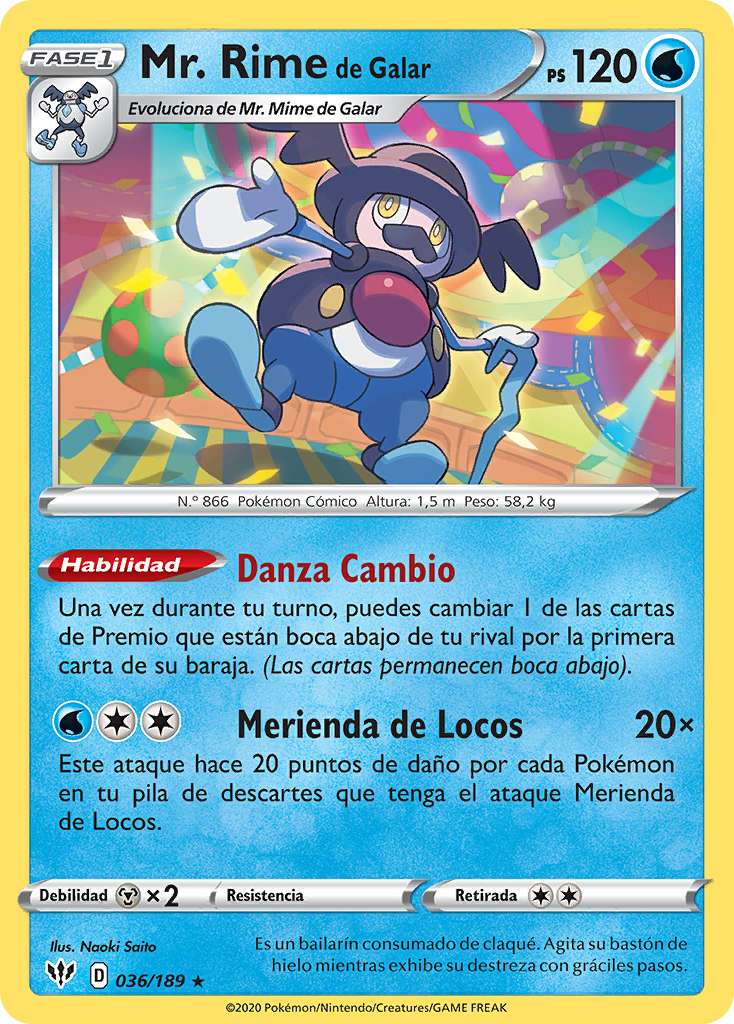 FASE 1
Mr. Rime de Galar
PS 120
Evoluciona de Mr. Mime de Galar
N.º 866 Pokémon Cómico Altura: 1,5 m Peso: 58,2 kg
Habilidad Danza Cambio
Una vez durante tu turno, puedes cambiar 1 de las cartas
de Premio que están boca abajo de tu rival por la primera
carta de su baraja. (Las cartas permanecen boca abajo).
Merienda de Locos 20×
Este ataque hace 20 puntos de daño por cada Pokémon
en tu pila de descartes que tenga el ataque Merienda
de Locos.
Debilidad ×2 Resistencia Retirada
Ilus. Naoki Saito
Es un bailarín consumado de claqué. Agita su bastón de
hielo mientras exhibe su destreza con gráciles pasos.
D 036/189 ★
©2020 Pokémon/Nintendo/Creatures/GAME FREAK